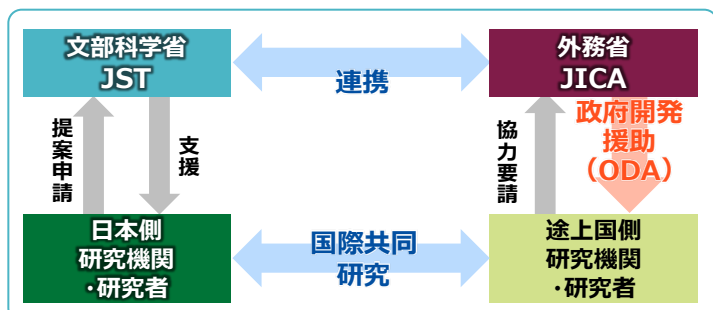 文部科学省
JST
連携
外務省
JICA
提案申請
支援
協力要請
政府開発
援助
（ODA）
日本側
研究機関
・研究者
国際共同
研究
途上国側
研究機関
・研究者